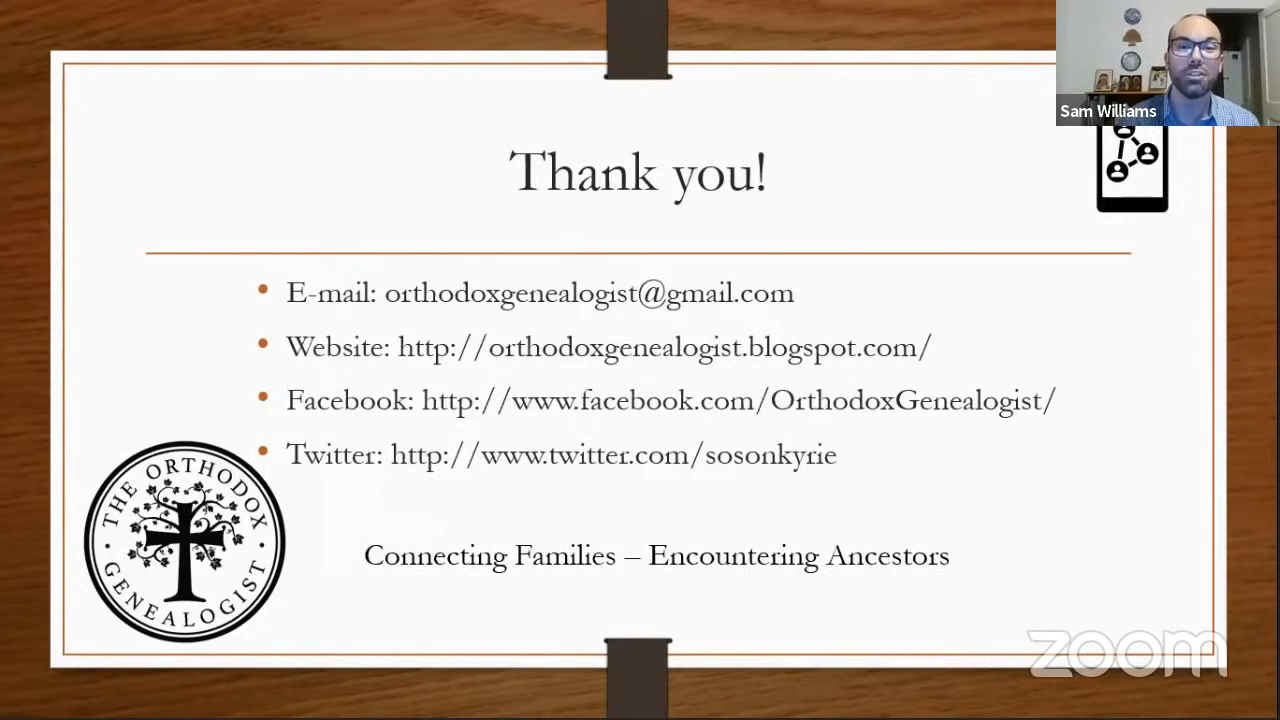 Sam Williams
Thank you!
• E-mail: orthodoxgenealogist@gmail.com
• Website: http://orthodoxgenealogist.blogspot.com/
• Facebook: http://www.facebook.com/OrthodoxGenealogist/
• Twitter: http://www.twitter.com/sosonkyrie
THE ORTHODOX
• GENEALOGIST •
Connecting Families – Encountering Ancestors
zoom